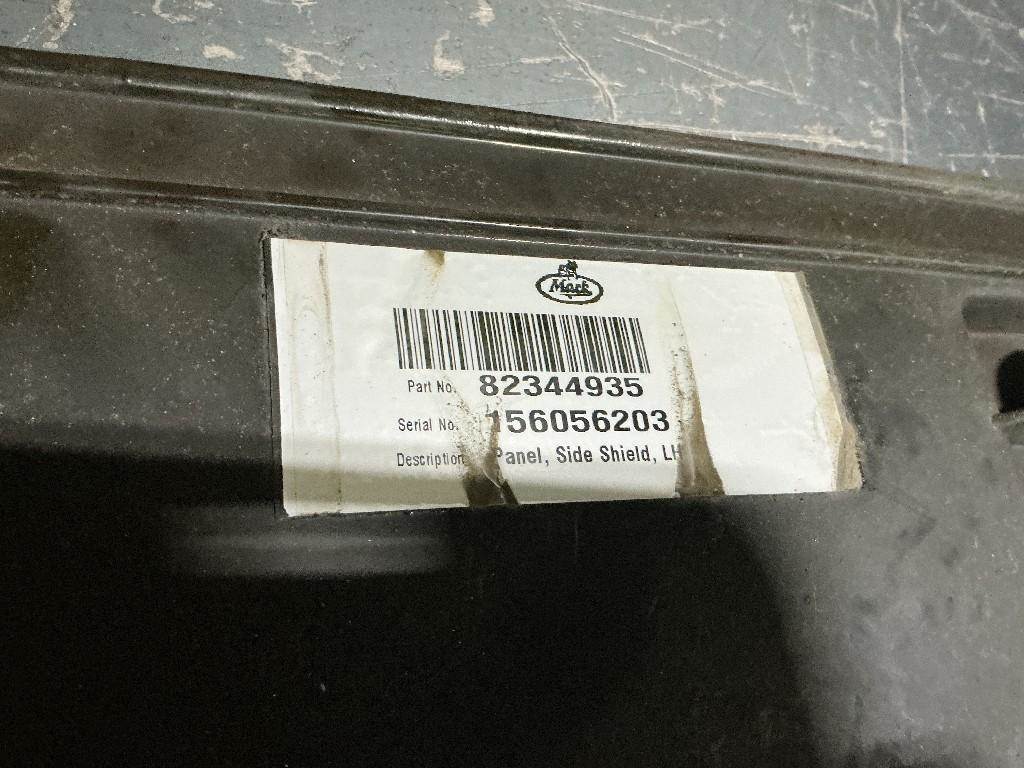 Mack
Part No. 82344935
Serial No. 156056203
Description Panel, Side Shield, LH